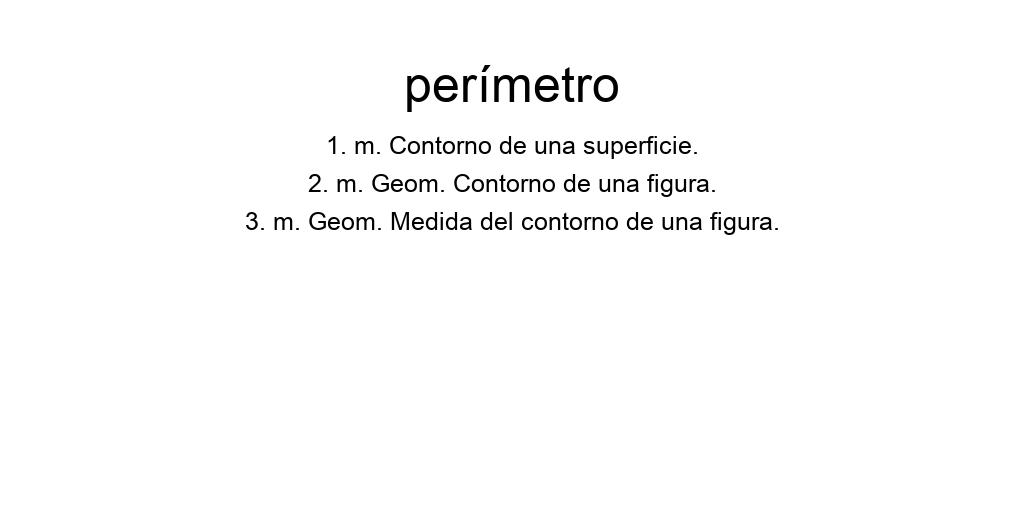 perímetro
1. m. Contorno de una superficie.
2. m. Geom. Contorno de una figura.
3. m. Geom. Medida del contorno de una figura.